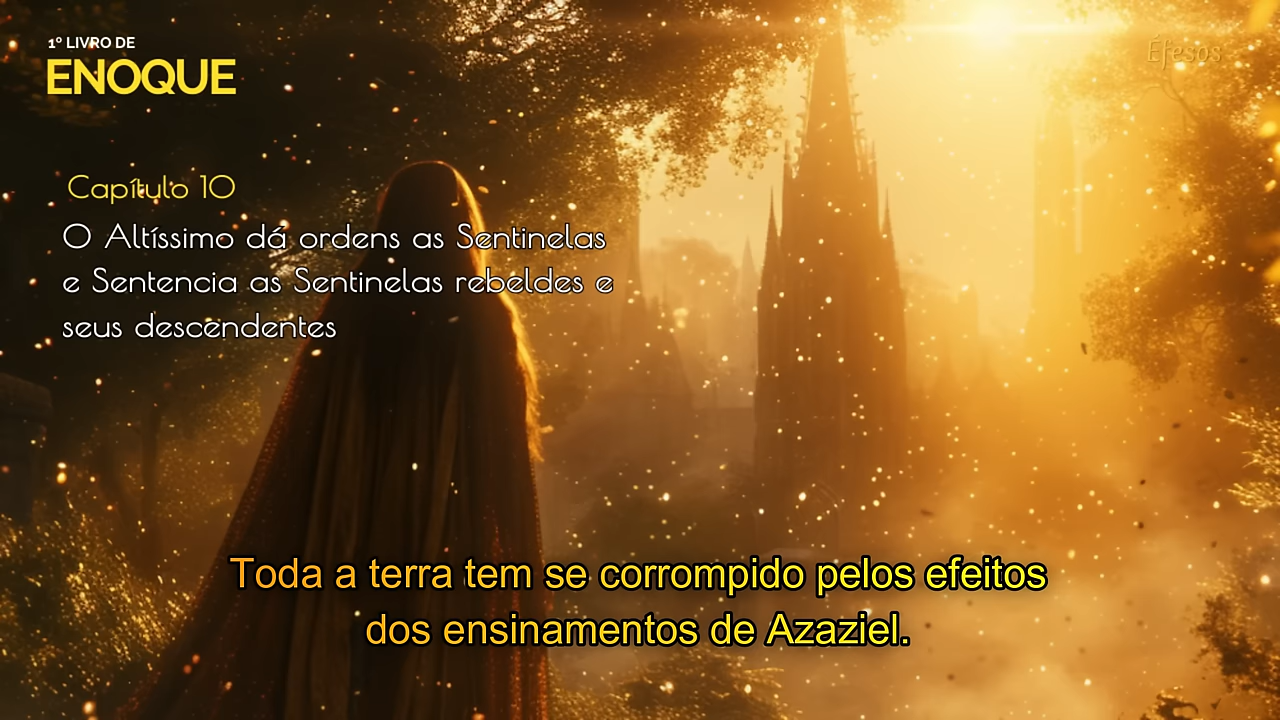 1º LIVRO DE
ENOQUE
Éfesos
Capítulo 10
O Altíssimo dá ordens as Sentinelas
e Sentencia as Sentinelas rebeldes e
seus descendentes
Toda a terra tem se corrompido pelos efeitos
dos ensinamentos de Azaziel.